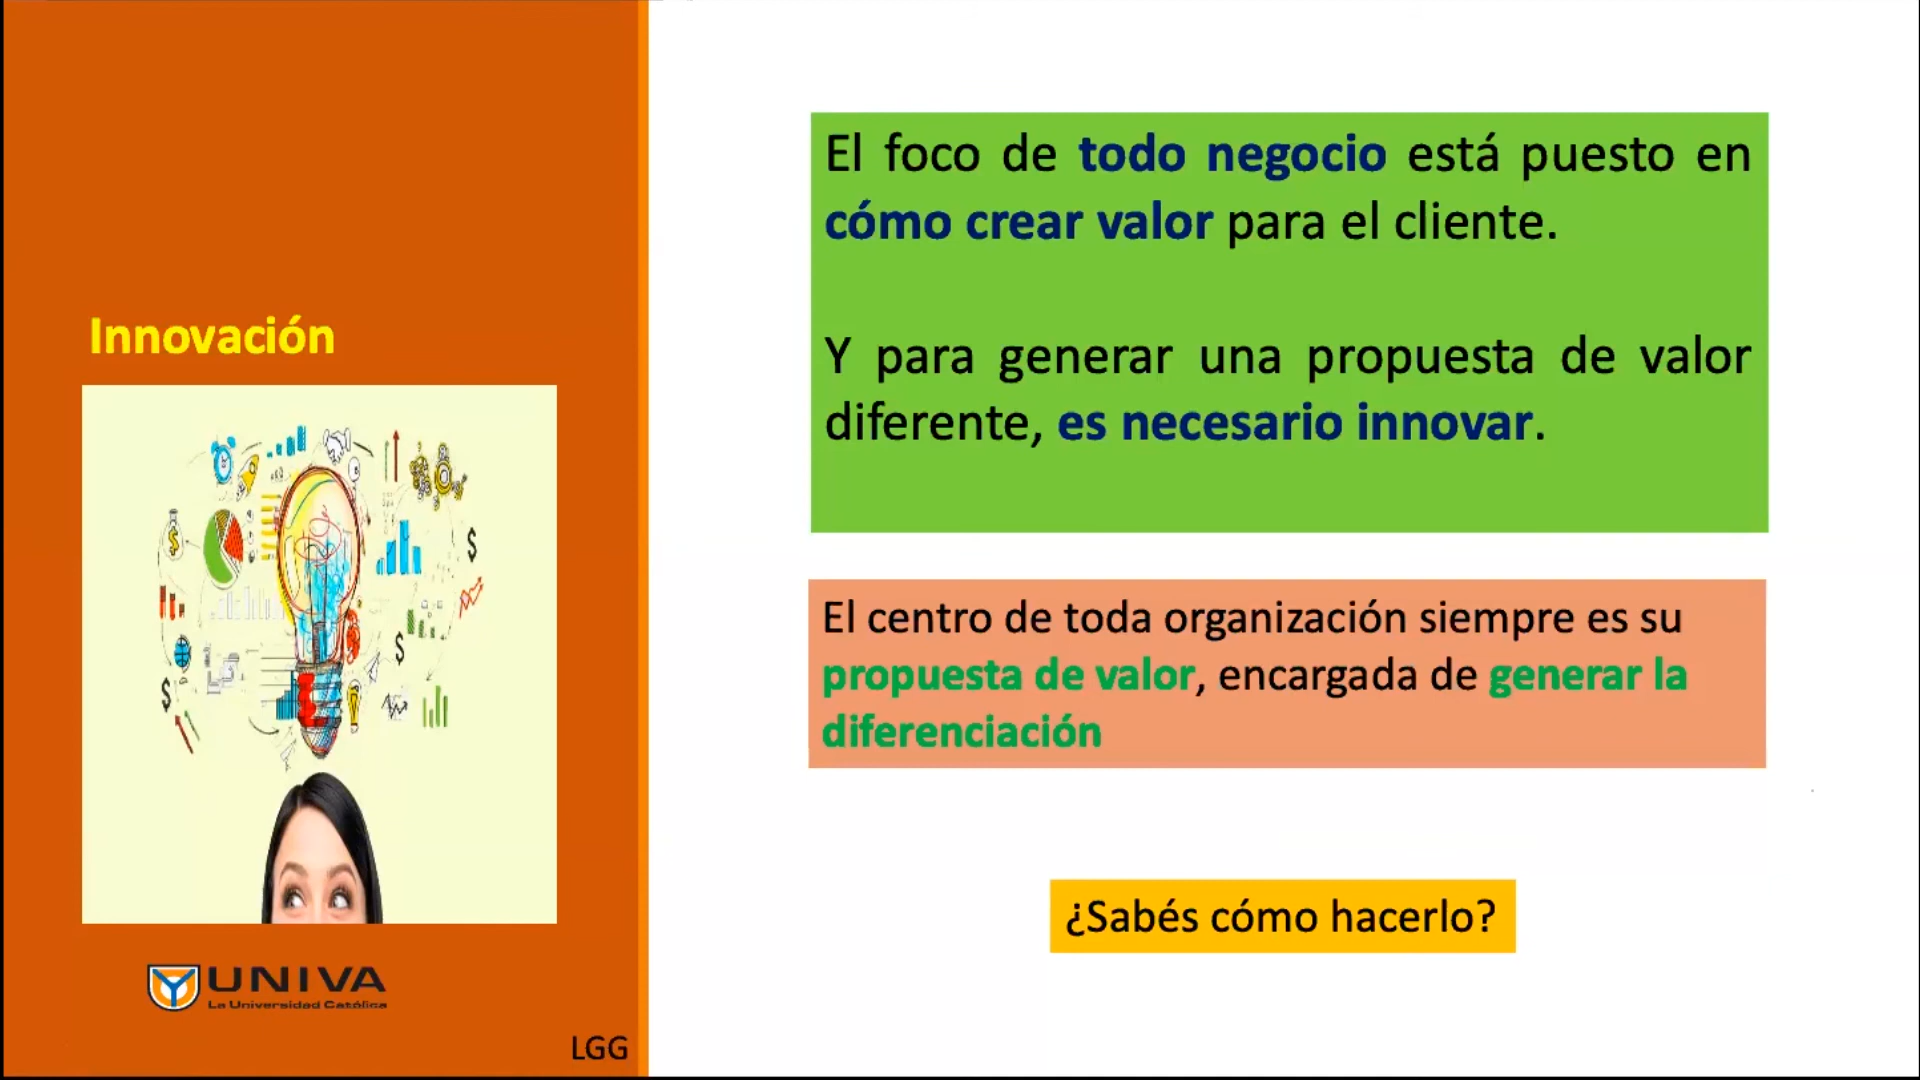 Innovación
El foco de todo negocio está puesto en
cómo crear valor para el cliente.
Y para generar una propuesta de valor
diferente, es necesario innovar.
El centro de toda organización siempre es su
propuesta de valor, encargada de generar la
diferenciación
¿Sabés cómo hacerlo?
UNIVA
La Universidad Católica
LGG